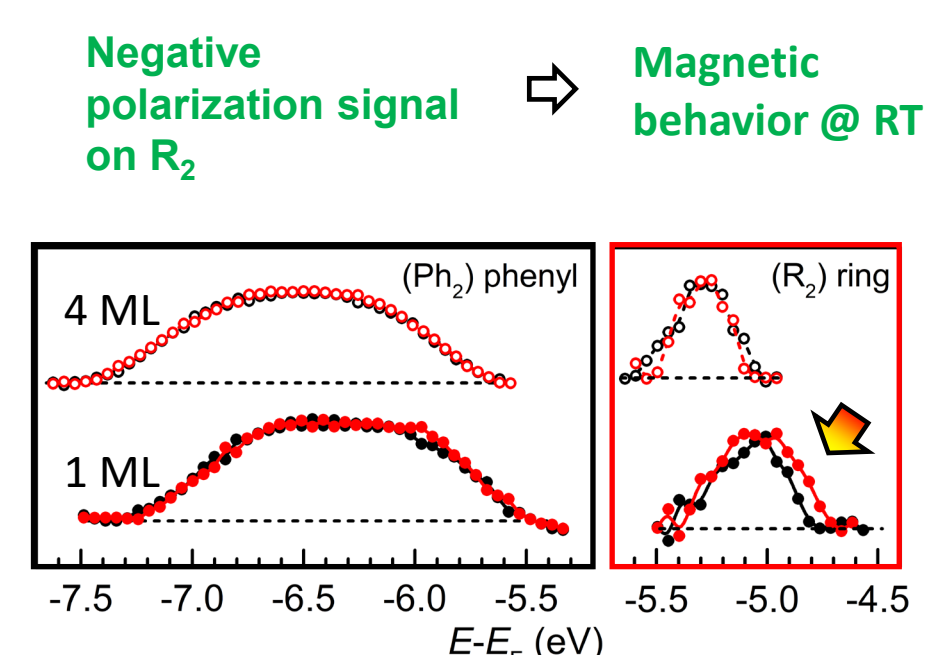 Negative
polarization signal
on R₂
Magnetic
behavior @ RT
(Ph₂) phenyl
4 ML
1 ML
(R₂) ring
-7.5 -7.0 -6.5 -6.0 -5.5
-5.5 -5.0 -4.5
E-E_F (eV)